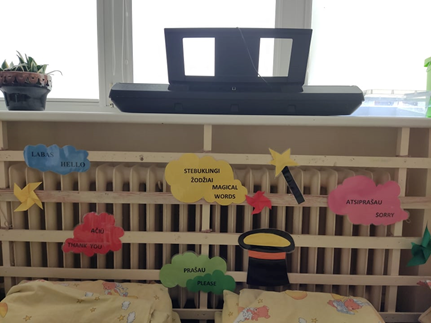 LABAS
HELLO
STEBUKLINGI
ŽODŽIAI
MAGICAL
WORDS
ATSIPRAŠAU
SORRY
AČIŪ
THANK YOU
PRAŠAU
PLEASE